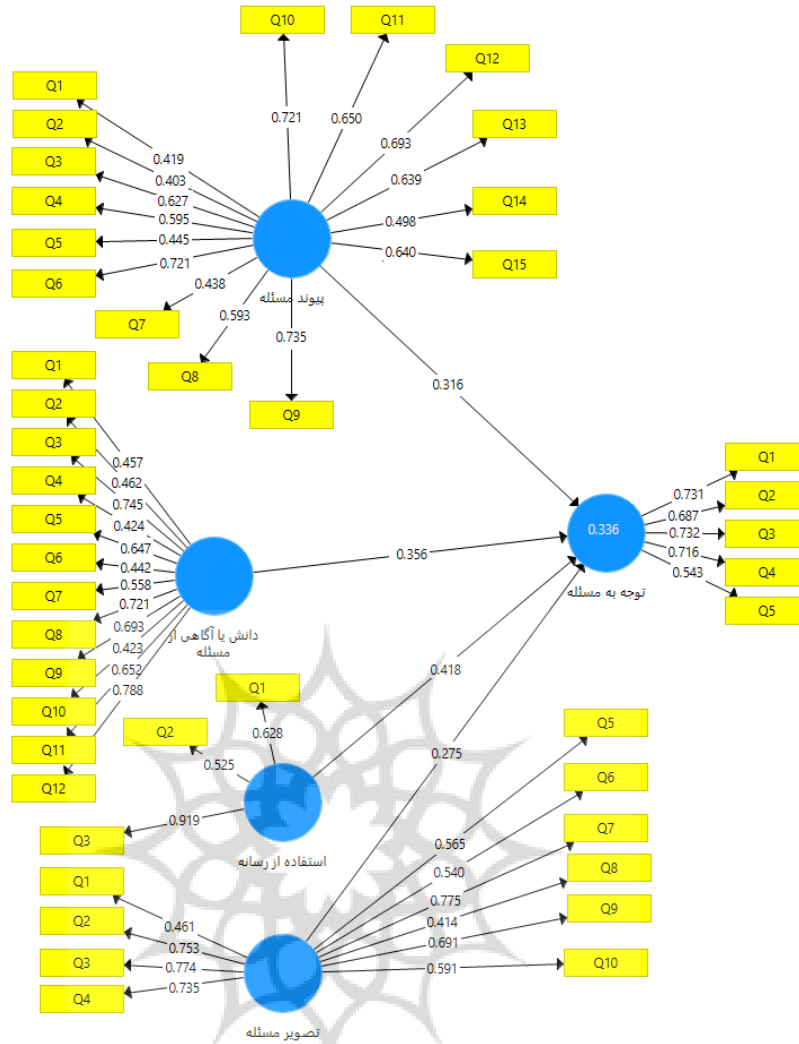 Q10
Q11
Q12
Q13
Q14
Q15
Q1
Q2
Q3
Q4
Q5
Q6
Q7
Q8
Q9
0.721
0.650
0.693
0.639
0.498
0.640
0.419
0.403
0.627
0.595
0.445
0.721
0.438
0.593
0.735
پیوند مسئله
0.316
Q1
Q2
Q3
Q4
Q5
Q6
Q7
Q8
Q9
Q10
Q11
Q12
0.457
0.462
0.745
0.424
0.647
0.442
0.558
0.721
0.693
0.423
0.652
0.788
دانش یا آگاهی از
مسئله
0.356
Q1
Q2
Q3
Q4
Q5
0.731
0.687
0.732
0.716
0.543
0.336
توجه به مسئله
Q1
Q2
Q3
0.628
0.525
0.919
استفاده از رسانه
0.418
0.275
Q1
Q2
Q3
Q4
0.461
0.753
0.774
0.735
Q5
Q6
Q7
Q8
Q9
Q10
0.565
0.540
0.775
0.414
0.691
0.591
تصویر مسئله